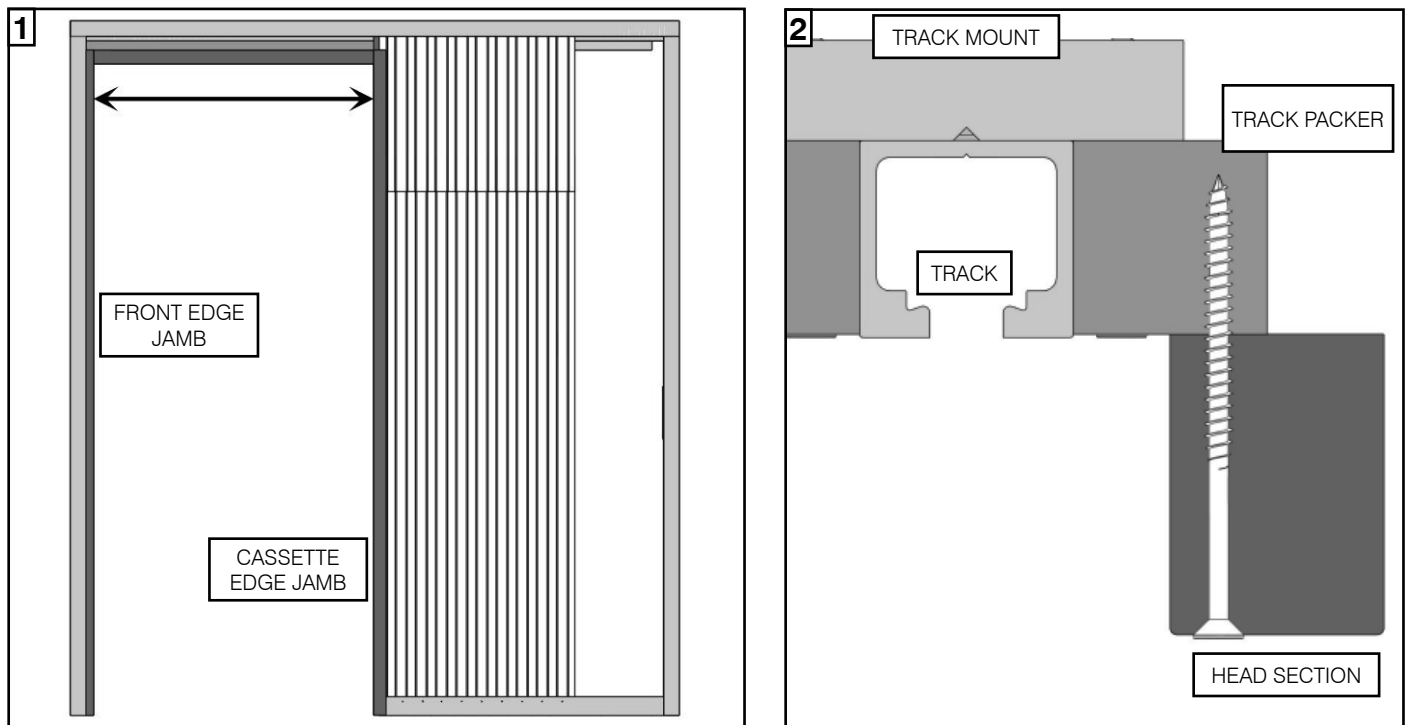 1
FRONT EDGE
JAMB
CASSETTE
EDGE JAMB
2
TRACK MOUNT
TRACK PACKER
TRACK
HEAD SECTION